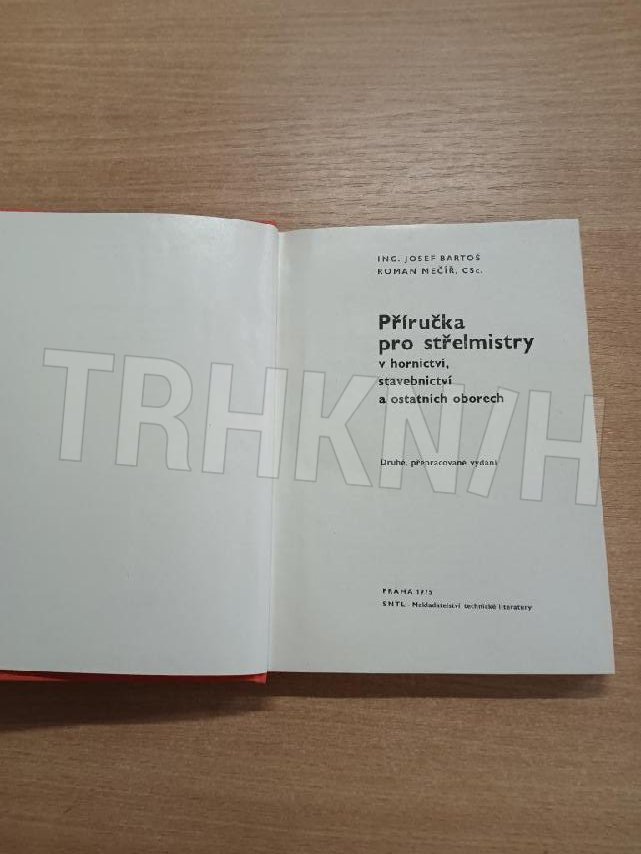 ING. JOSEF BARTOŠ
ROMAN MEČÍŘ, CSc.
Příručka
pro střelmistry
v hornictví,
stavebnictví
a ostatních oborech
TRHKNIH
Druhé, přepracované vydání
PRAHA
SNTL - Nakladatelství technické literatury